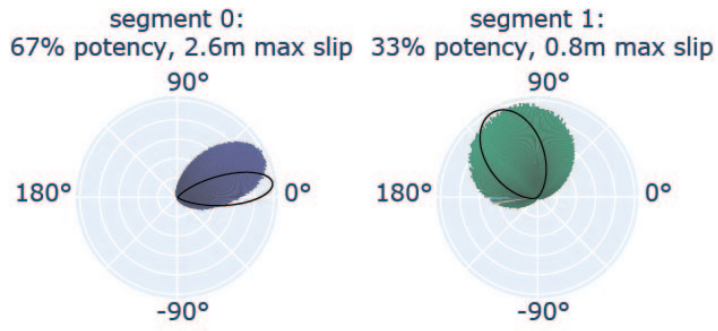 segment 0:
67% potency, 2.6m max slip
90°
180°
0°
-90°
segment 1:
33% potency, 0.8m max slip
90°
180°
0°
-90°